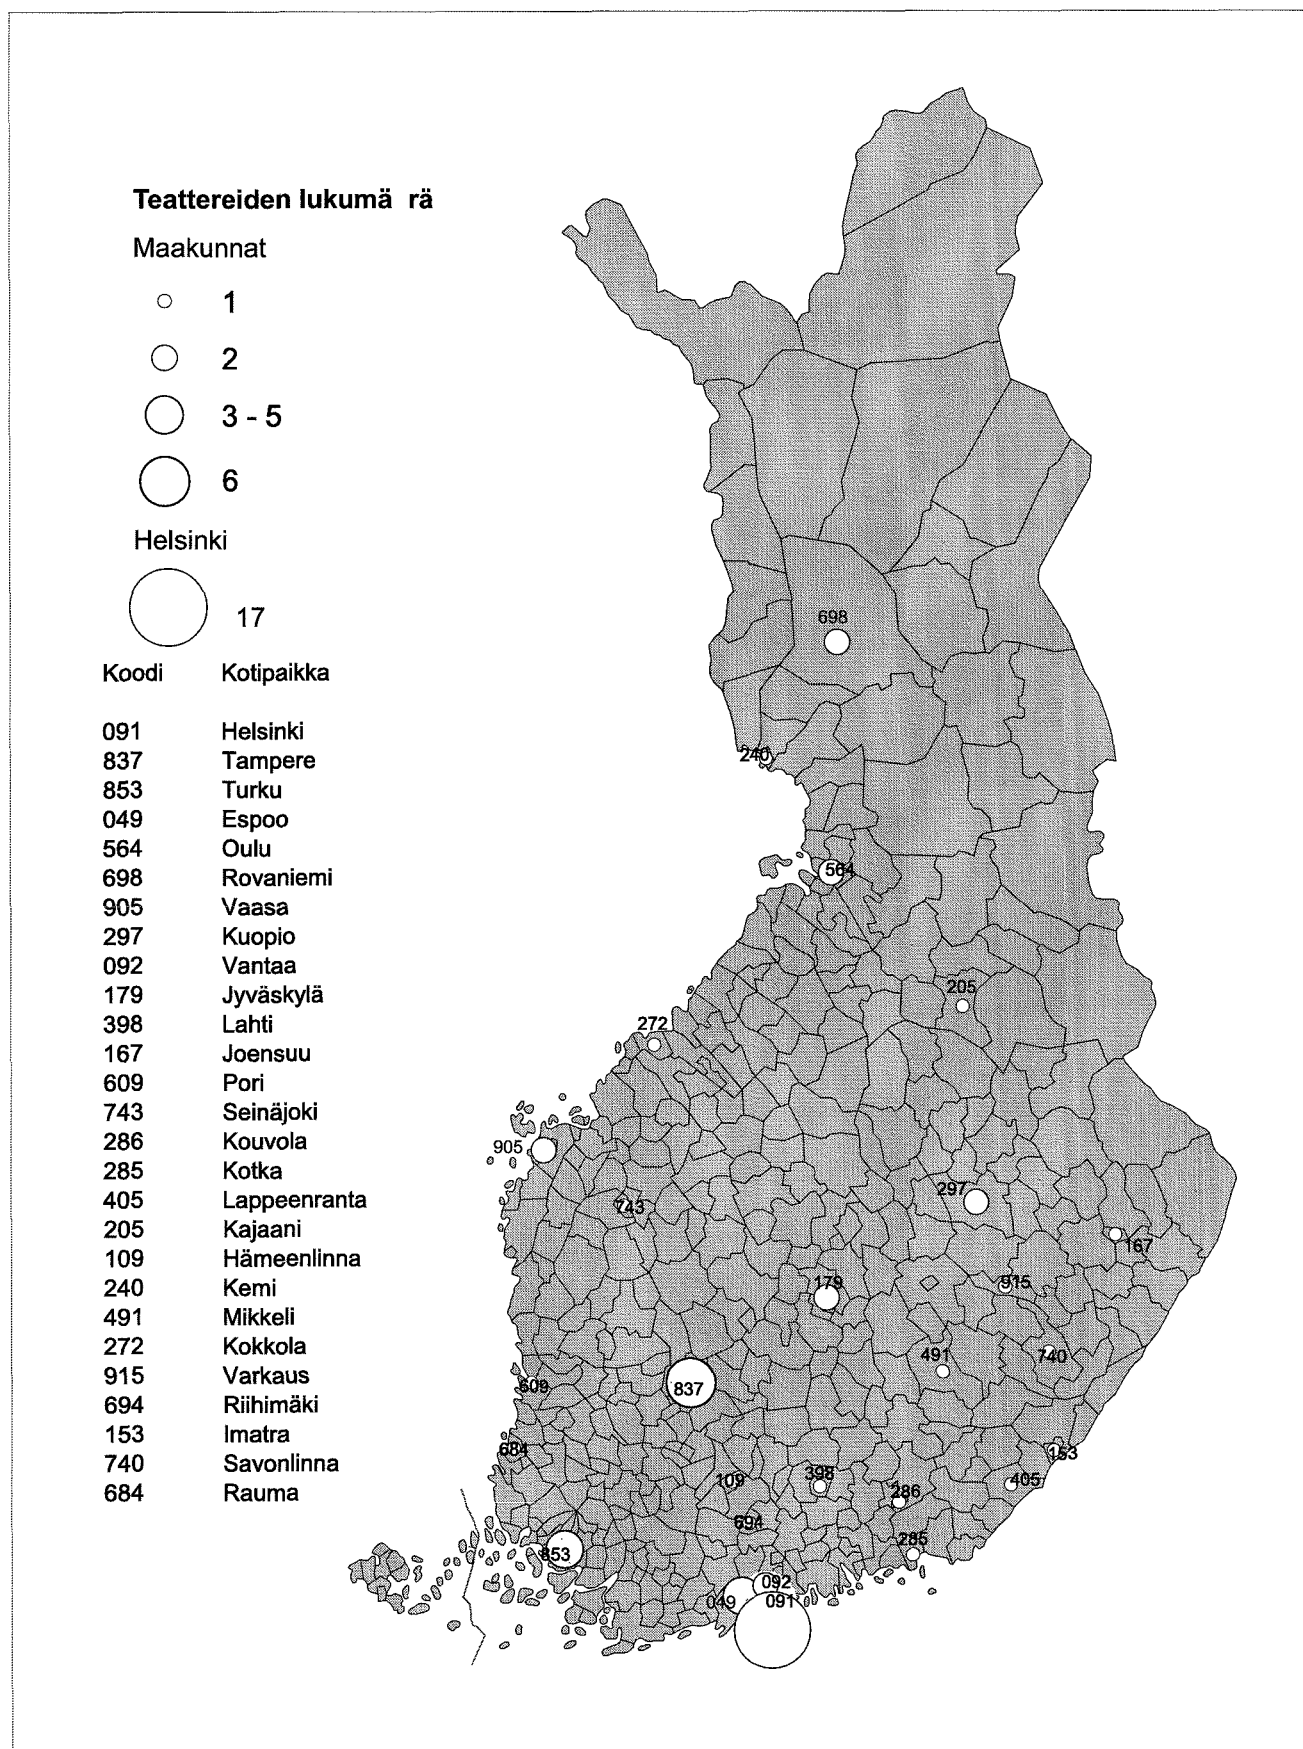 Teattereiden lukumä rä
Maakunnat
1
2
3 - 5
6
Helsinki
17
Koodi Kotipaikka
091 Helsinki
837 Tampere
853 Turku
049 Espoo
564 Oulu
698 Rovaniemi
905 Vaasa
297 Kuopio
092 Vantaa
179 Jyväskylä
398 Lahti
167 Joensuu
609 Pori
743 Seinäjoki
286 Kouvola
285 Kotka
405 Lappeenranta
205 Kajaani
109 Hämeenlinna
240 Kemi
491 Mikkeli
272 Kokkola
915 Varkaus
694 Riihimäki
153 Imatra
740 Savonlinna
684 Rauma
698
240
564
205
272
905
297
743
167
179
915
491
740
609
837
684
153
109
398
405
286
694
285
853
092
049
091